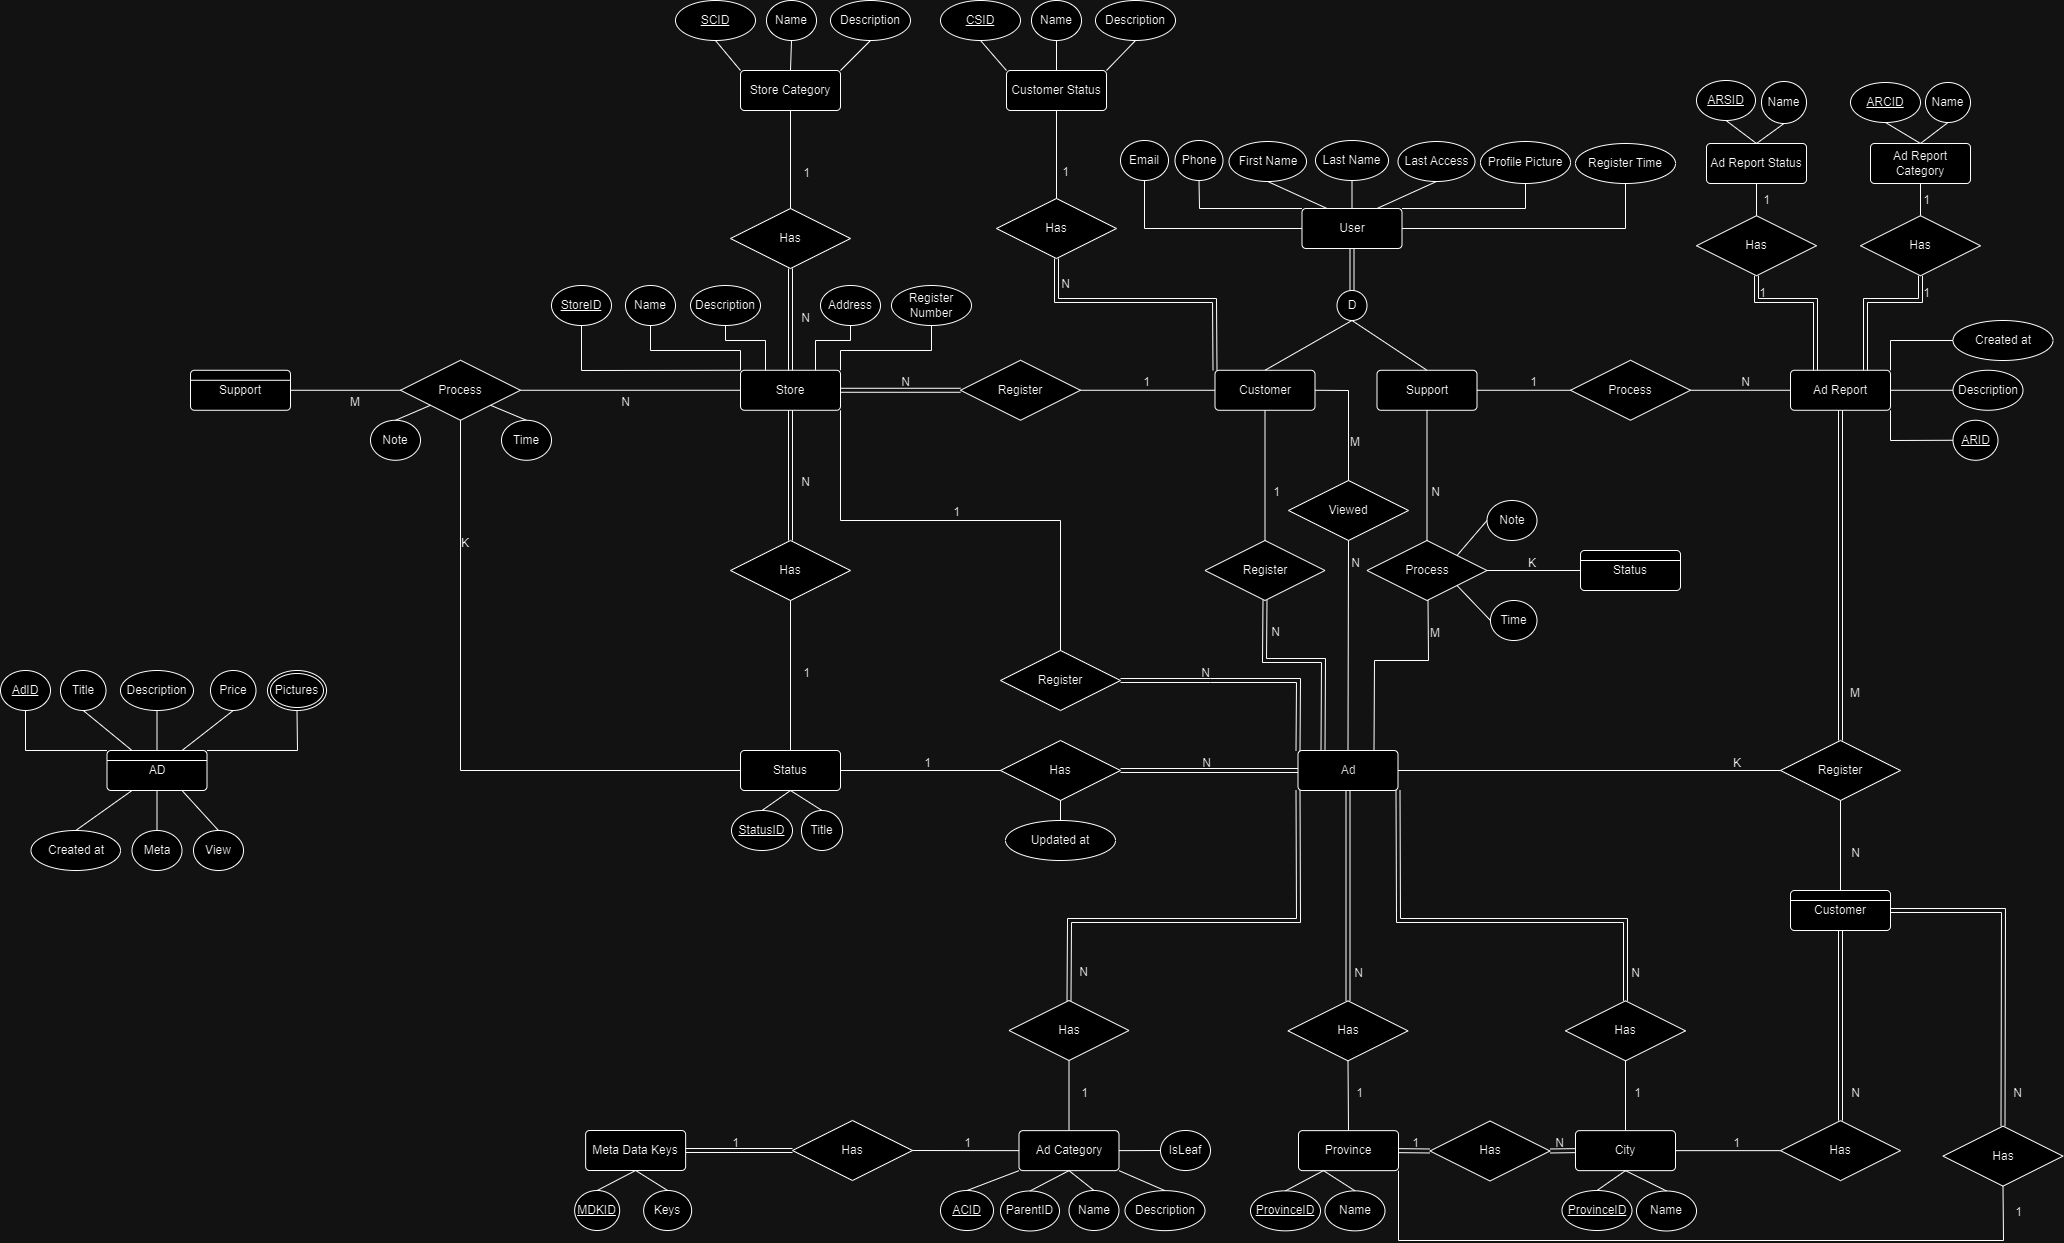 SCID
Name
Description
CSID
Name
Description
Store Category
Customer Status
ARSID
Name
ARCID
Name
Email
Phone
First Name
Last Name
Last Access
Profile Picture
Register Time
Ad Report Status
Ad Report
Category
1
1
1
1
Has
Has
User
Has
Has
N
1
1
StoreID
Name
Description
Address
Register
Number
N
D
Created at
Support
M
Process
N
Store
N
Register
1
Customer
Support
1
Process
N
Ad Report
Description
Note
Time
M
ARID
N
1
N
1
Viewed
Note
K
Has
Register
N
Process
K
Status
Time
N
M
1
Register
N
M
AdID
Title
Description
Price
Pictures
AD
Status
1
Has
N
Ad
K
Register
StatusID
Title
Updated at
Created at
Meta
View
N
Customer
N
N
N
Has
Has
Has
1
1
1
N
N
Meta Data Keys
1
Has
1
Ad Category
IsLeaf
Province
1
Has
N
City
1
Has
Has
MDKID
Keys
ACID
ParentID
Name
Description
ProvinceID
Name
ProvinceID
Name
1